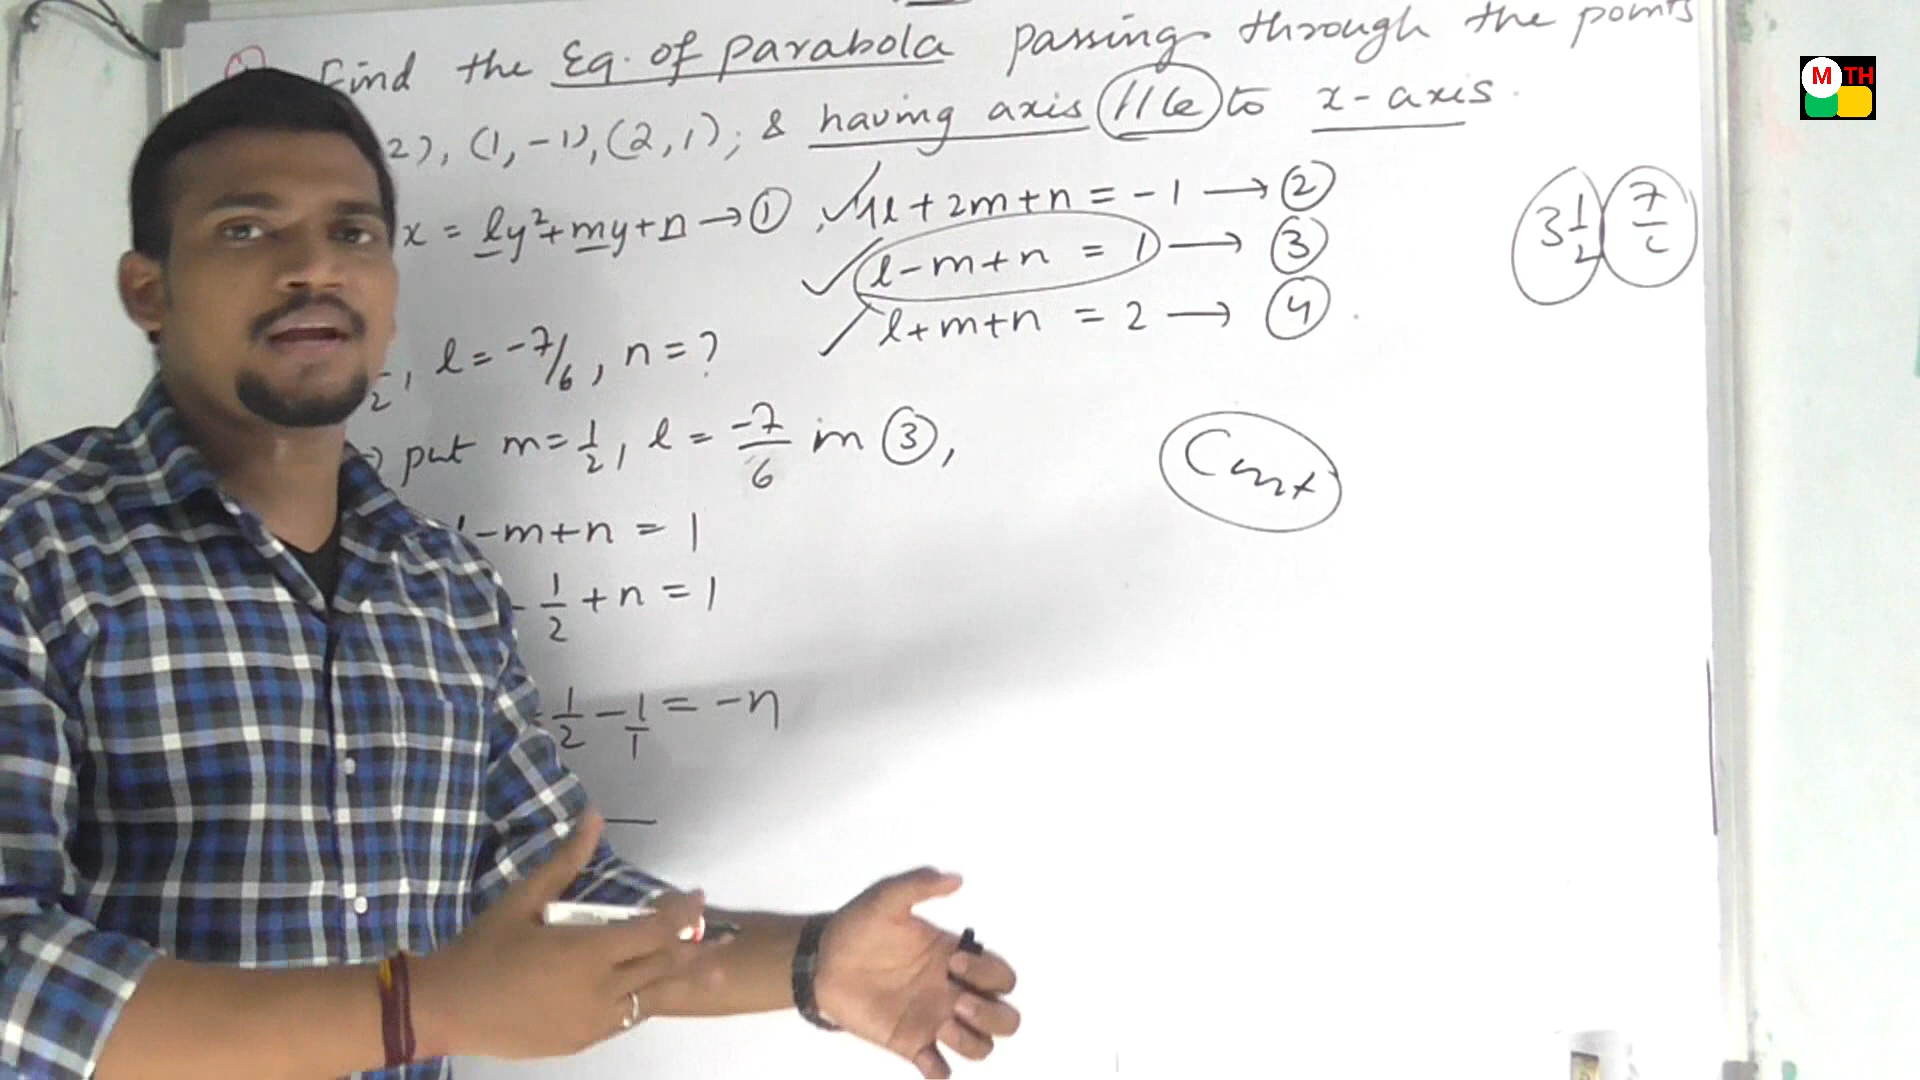 Find the Eq. of parabola passing through the points
2), (1, -1), (2, 1); & having axis //le to x-axis.
x = ly²+my+n → ①, 4l + 2m + n = -1 → ②
l - m + n = 1 → ③
l + m + n = 2 → ④
3 1/2 7/2
2, l = -7/6, n = ?
put m = 1/2, l = -7/6 in ③,
-m+n = 1
- 1/2 + n = 1
1/2 - 1/1 = -n
M TH